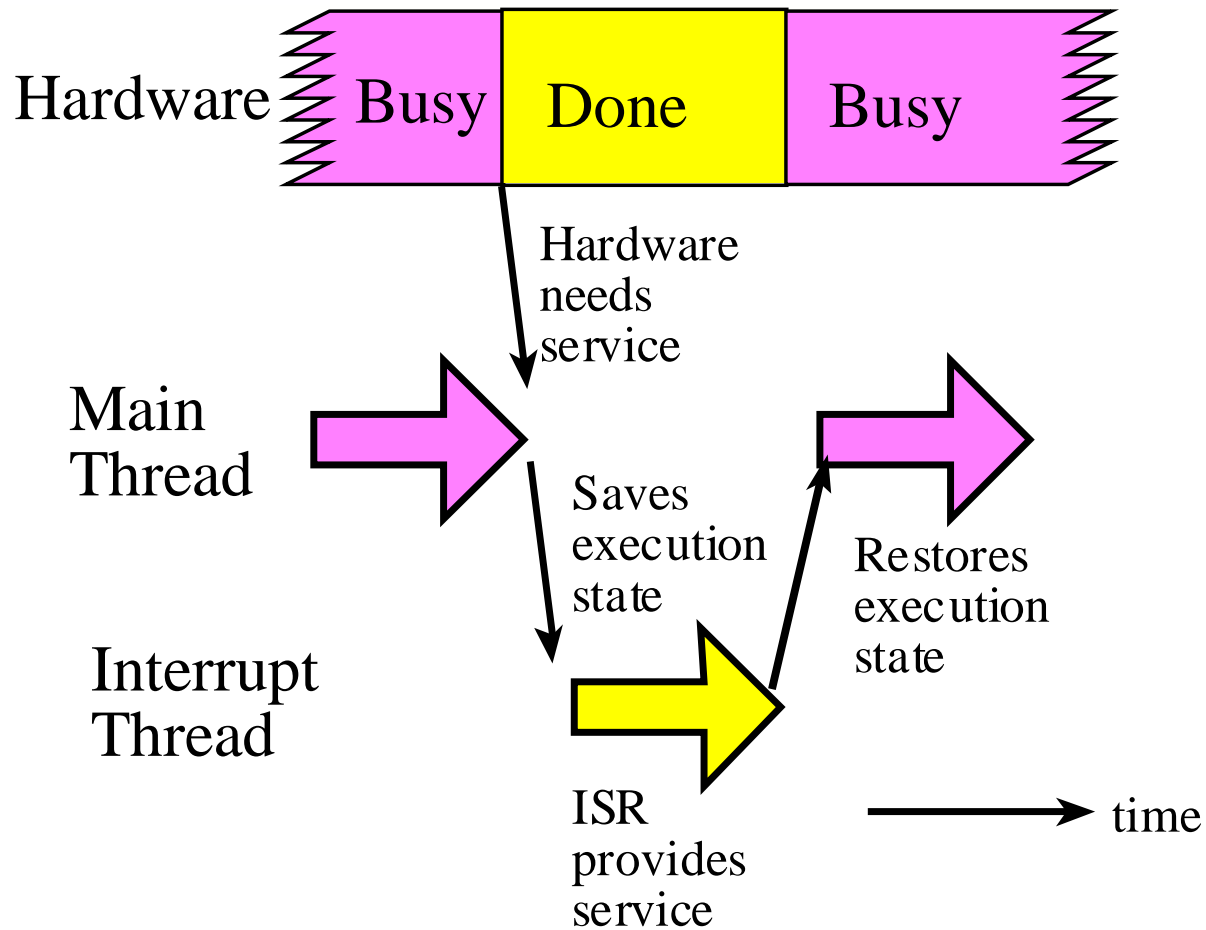 Hardware
Busy
Done
Busy
Hardware
needs
service
Main
Thread
Saves
execution
state
Restores
execution
state
Interrupt
Thread
ISR
provides
service
time